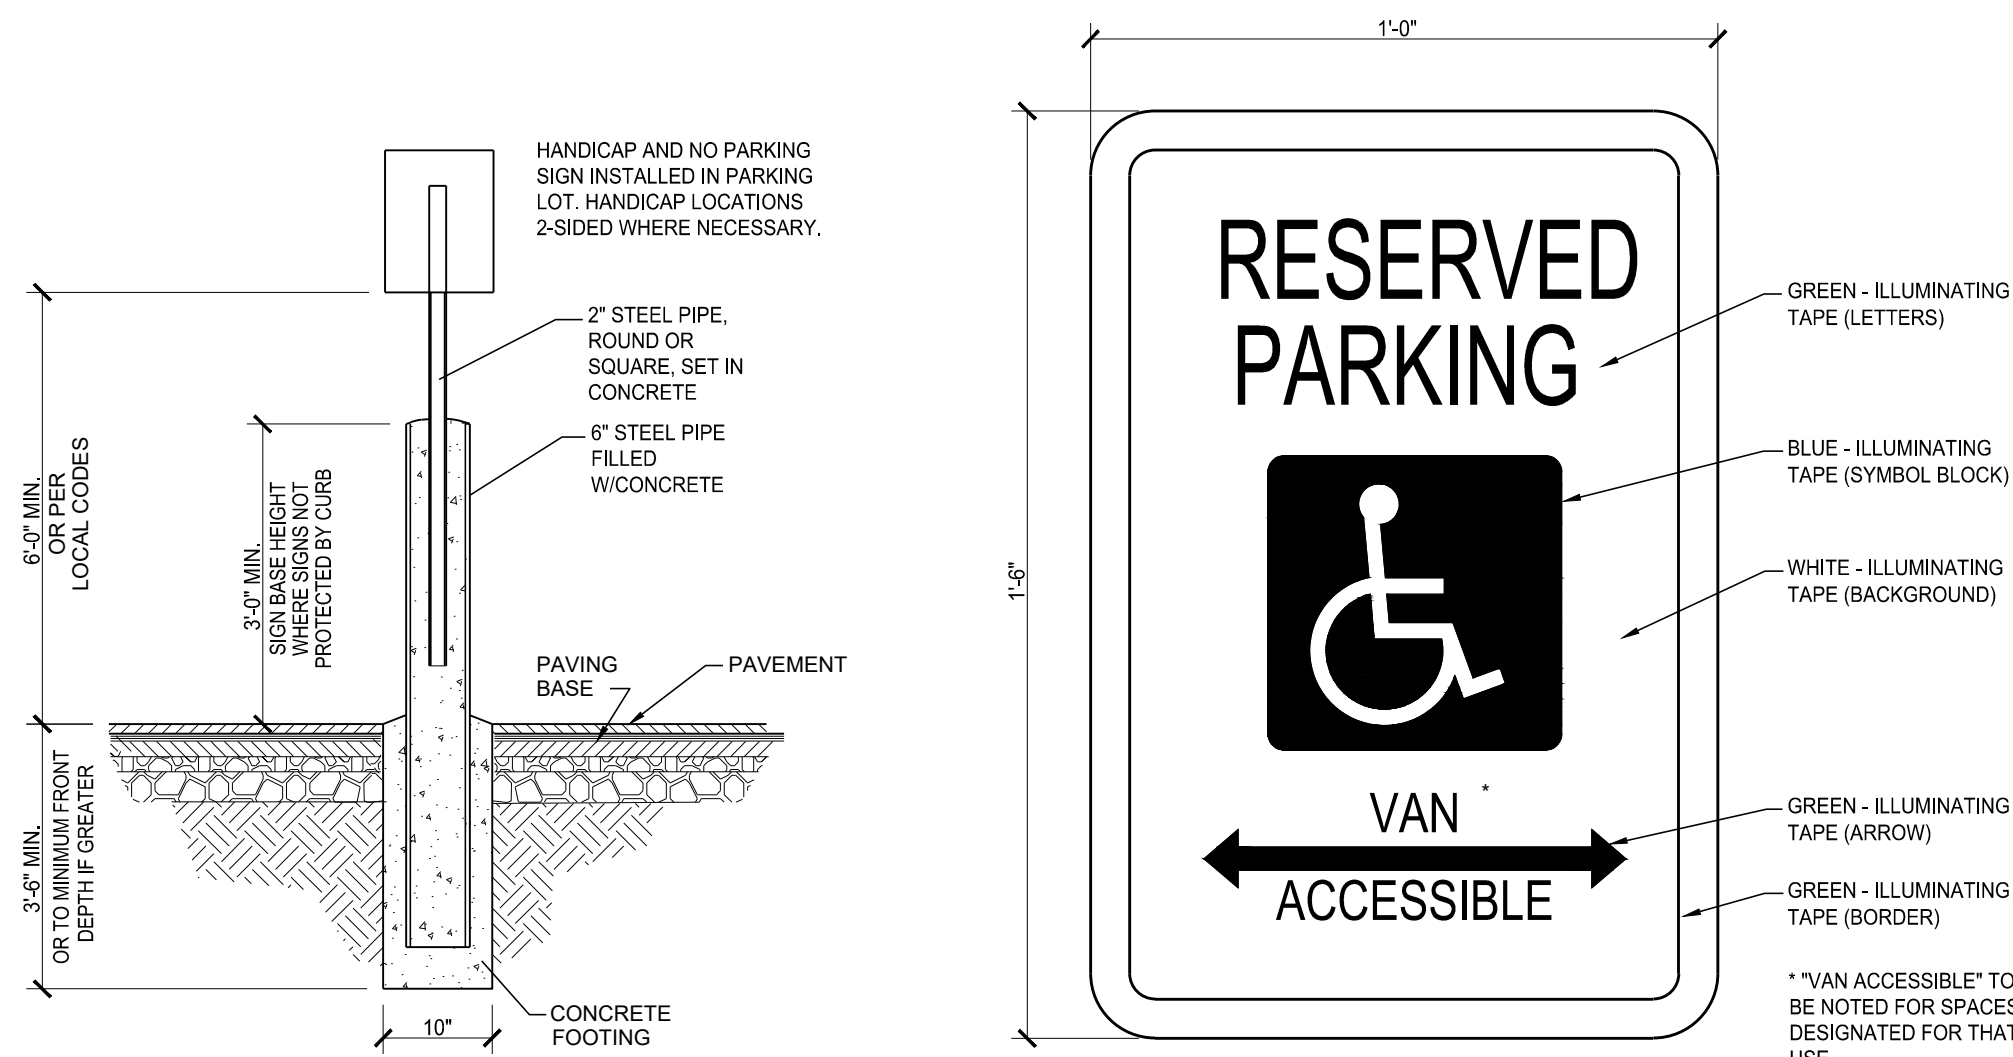 HANDICAP AND NO PARKING
SIGN INSTALLED IN PARKING
LOT. HANDICAP LOCATIONS
2-SIDED WHERE NECESSARY.
2" STEEL PIPE,
ROUND OR
SQUARE, SET IN
CONCRETE
6" STEEL PIPE
FILLED
W/CONCRETE
6'-0" MIN.
OR PER
LOCAL CODES
3'-0" MIN.
SIGN BASE HEIGHT
WHERE SIGNS NOT
PROTECTED BY CURB
PAVING
BASE
PAVEMENT
3'-6" MIN.
OR TO MINIMUM FRONT
DEPTH IF GREATER
10"
CONCRETE
FOOTING
1'-0"
1'-6"
RESERVED
PARKING
VAN *
ACCESSIBLE
GREEN - ILLUMINATING
TAPE (LETTERS)
BLUE - ILLUMINATING
TAPE (SYMBOL BLOCK)
WHITE - ILLUMINATING
TAPE (BACKGROUND)
GREEN - ILLUMINATING
TAPE (ARROW)
GREEN - ILLUMINATING
TAPE (BORDER)
* "VAN ACCESSIBLE" TO
BE NOTED FOR SPACES
DESIGNATED FOR THAT
USE